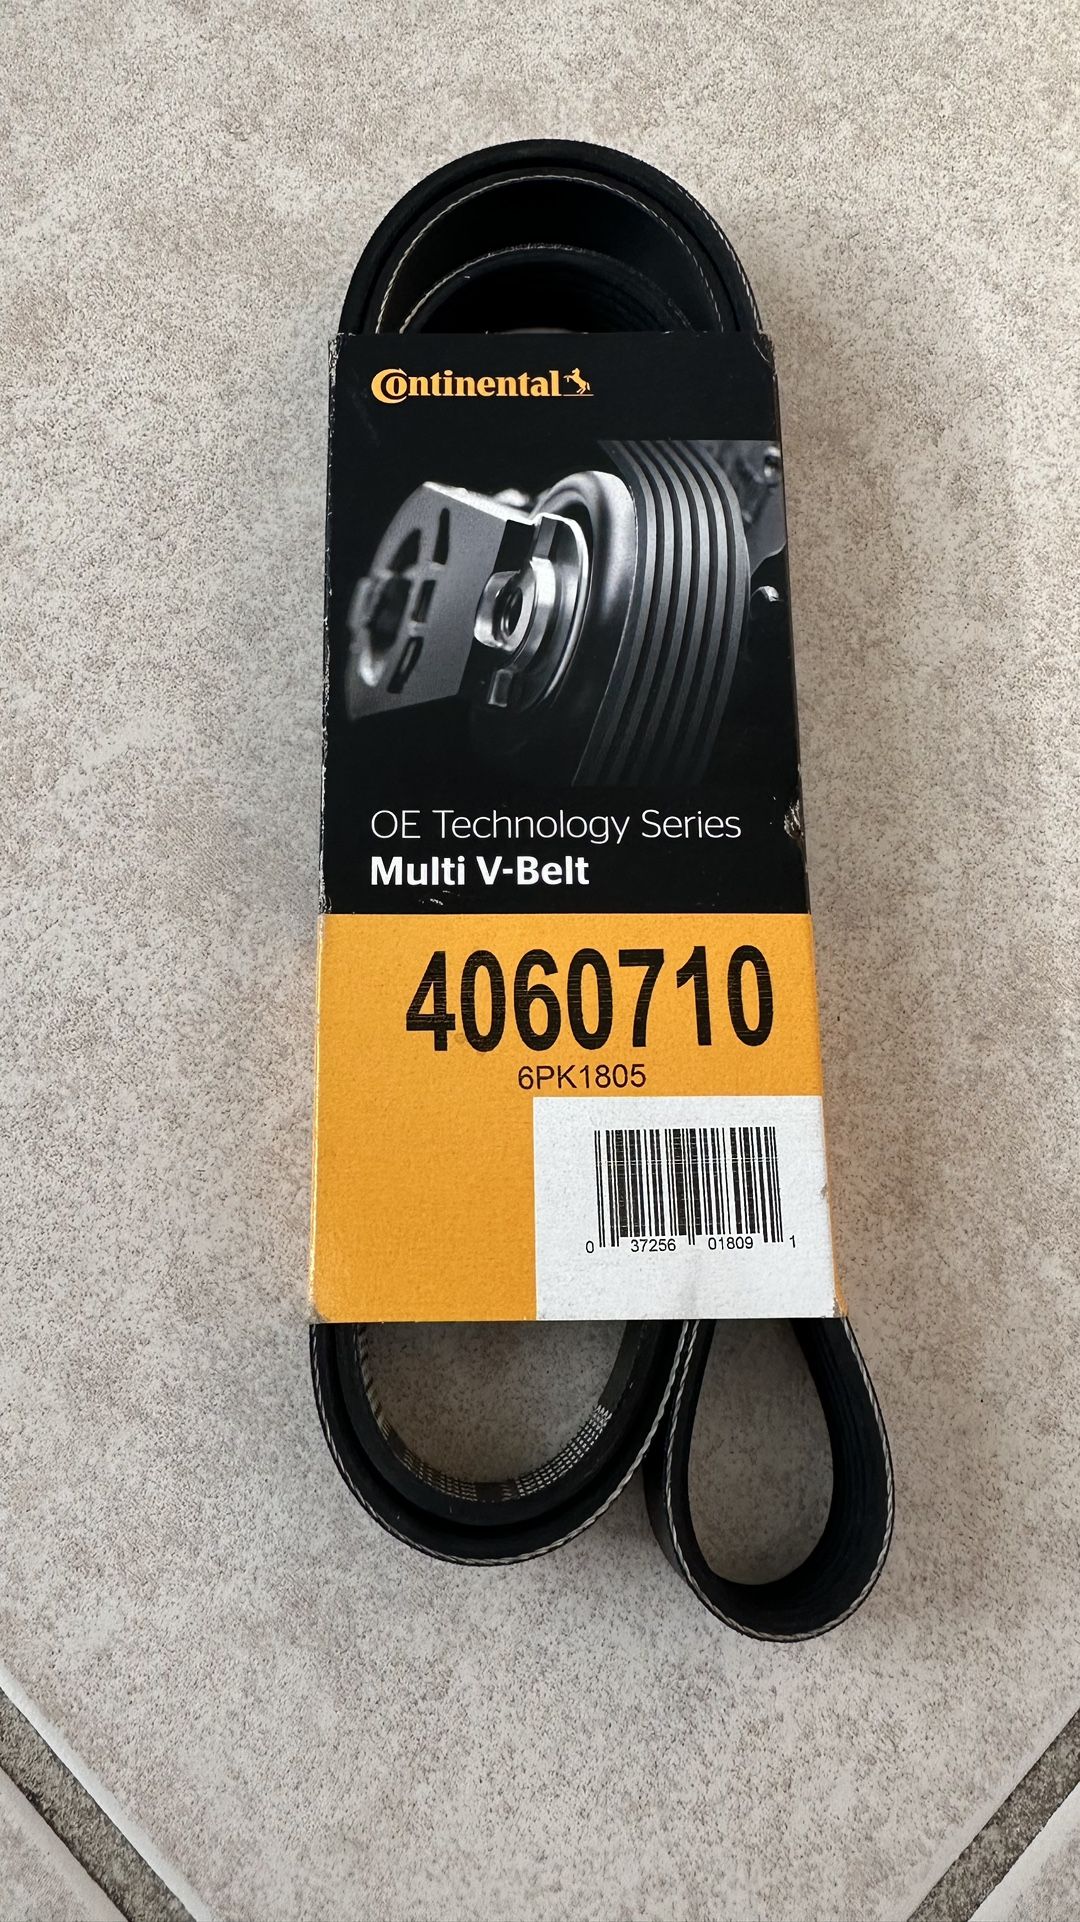 Continental
OE Technology Series
Multi V-Belt
4060710
6PK1805
0 37256 01809 1